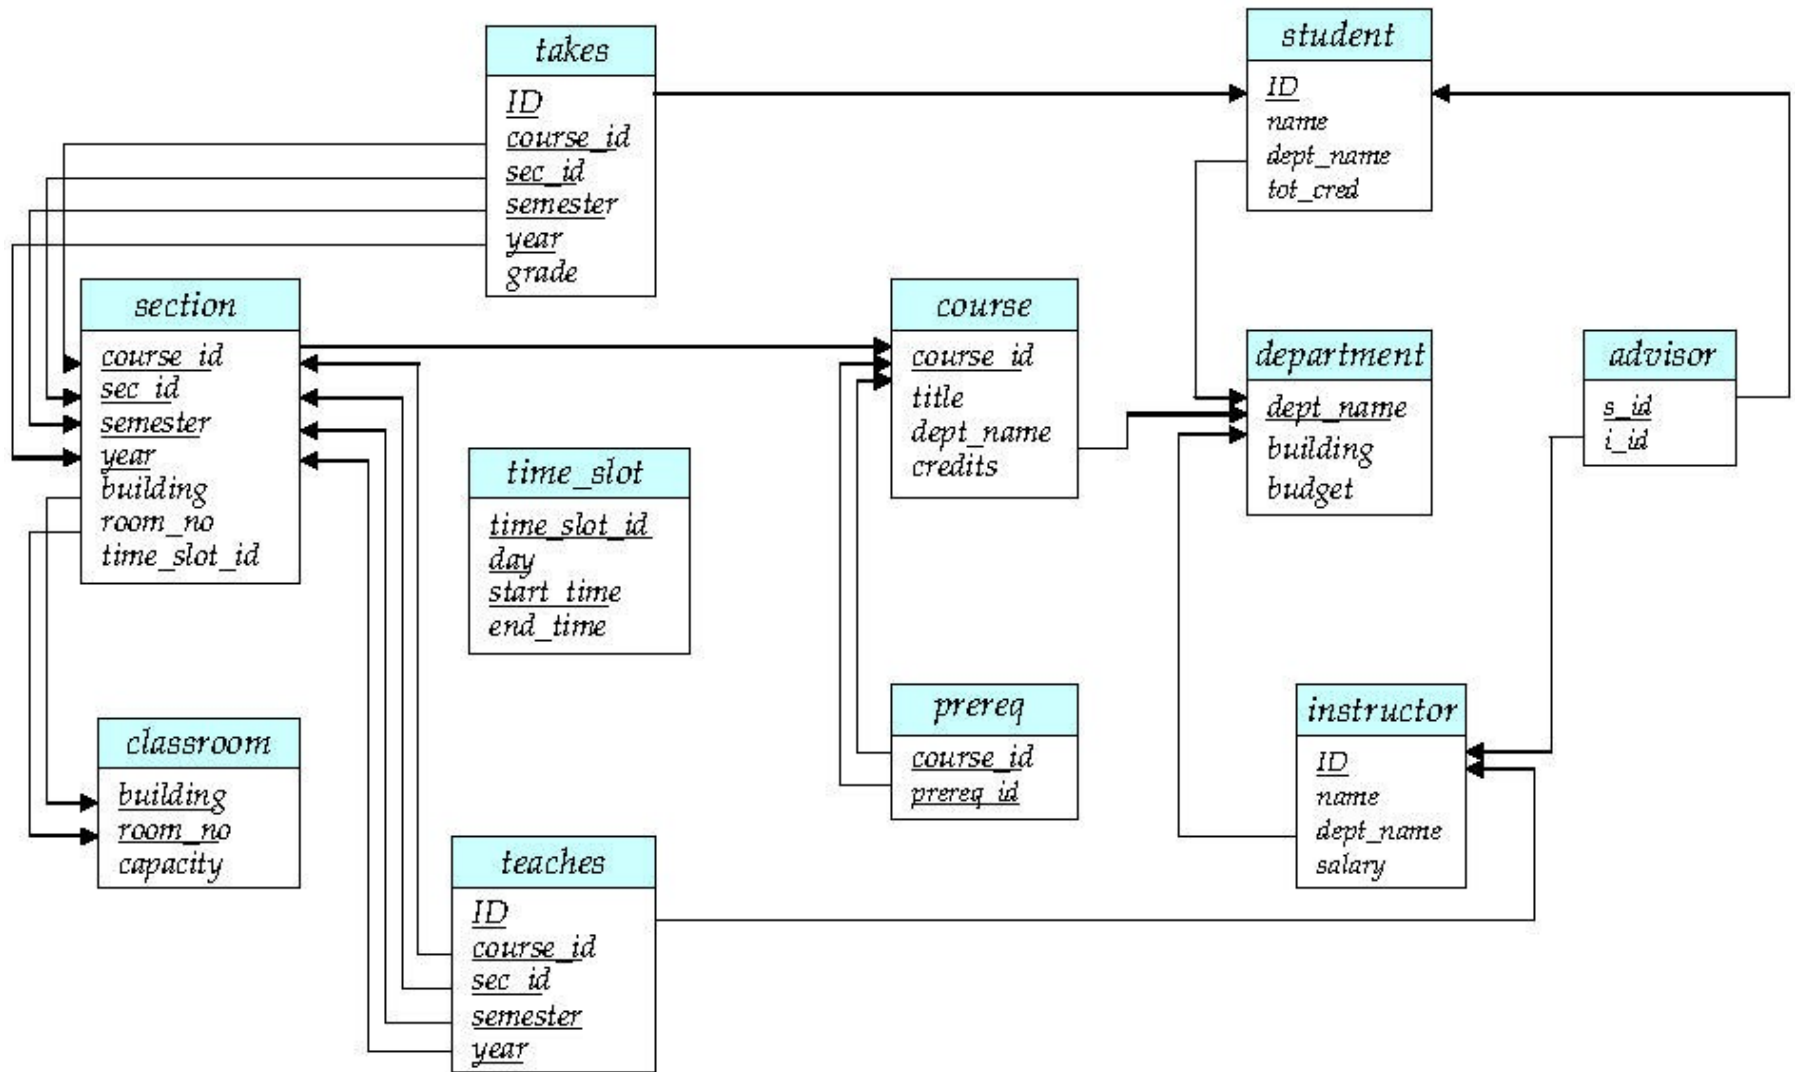 takes
ID
course_id
sec_id
semester
year
grade
student
ID
name
dept_name
tot_cred
section
course_id
sec_id
semester
year
building
room_no
time_slot_id
course
course_id
title
dept_name
credits
department
dept_name
building
budget
advisor
s_id
i_id
time_slot
time_slot_id
day
start_time
end_time
prereq
course_id
prereq_id
instructor
ID
name
dept_name
salary
classroom
building
room_no
capacity
teaches
ID
course_id
sec_id
semester
year